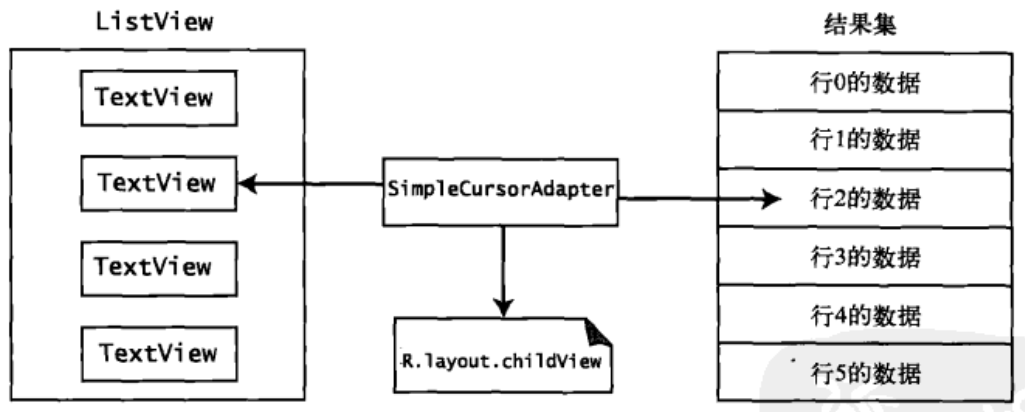 ListView
TextView
TextView
TextView
TextView
SimpleCursorAdapter
R.layout.childView
结果集
行0的数据
行1的数据
行2的数据
行3的数据
行4的数据
行5的数据